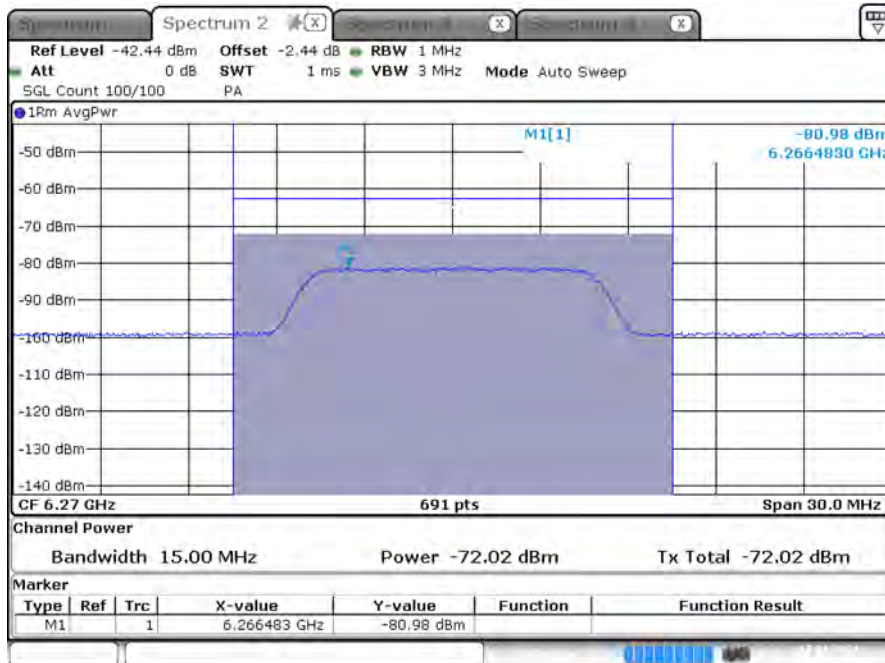 Spectrum 2 X X X
Ref Level -42.44 dBm Offset -2.44 dB RBW 1 MHz
Att 0 dB SWT 1 ms VBW 3 MHz Mode Auto Sweep
SGL Count 100/100 PA
1Rm AvgPwr
M1[1] -80.98 dBm
6.2664830 GHz
-50 dBm
-60 dBm
-70 dBm
-80 dBm
-90 dBm
-100 dBm
-110 dBm
-120 dBm
-130 dBm
-140 dBm
CF 6.27 GHz 691 pts Span 30.0 MHz
Channel Power
Bandwidth 15.00 MHz Power -72.02 dBm Tx Total -72.02 dBm
Marker
Type Ref Trc X-value Y-value Function Function Result
M1 1 6.266483 GHz -80.98 dBm